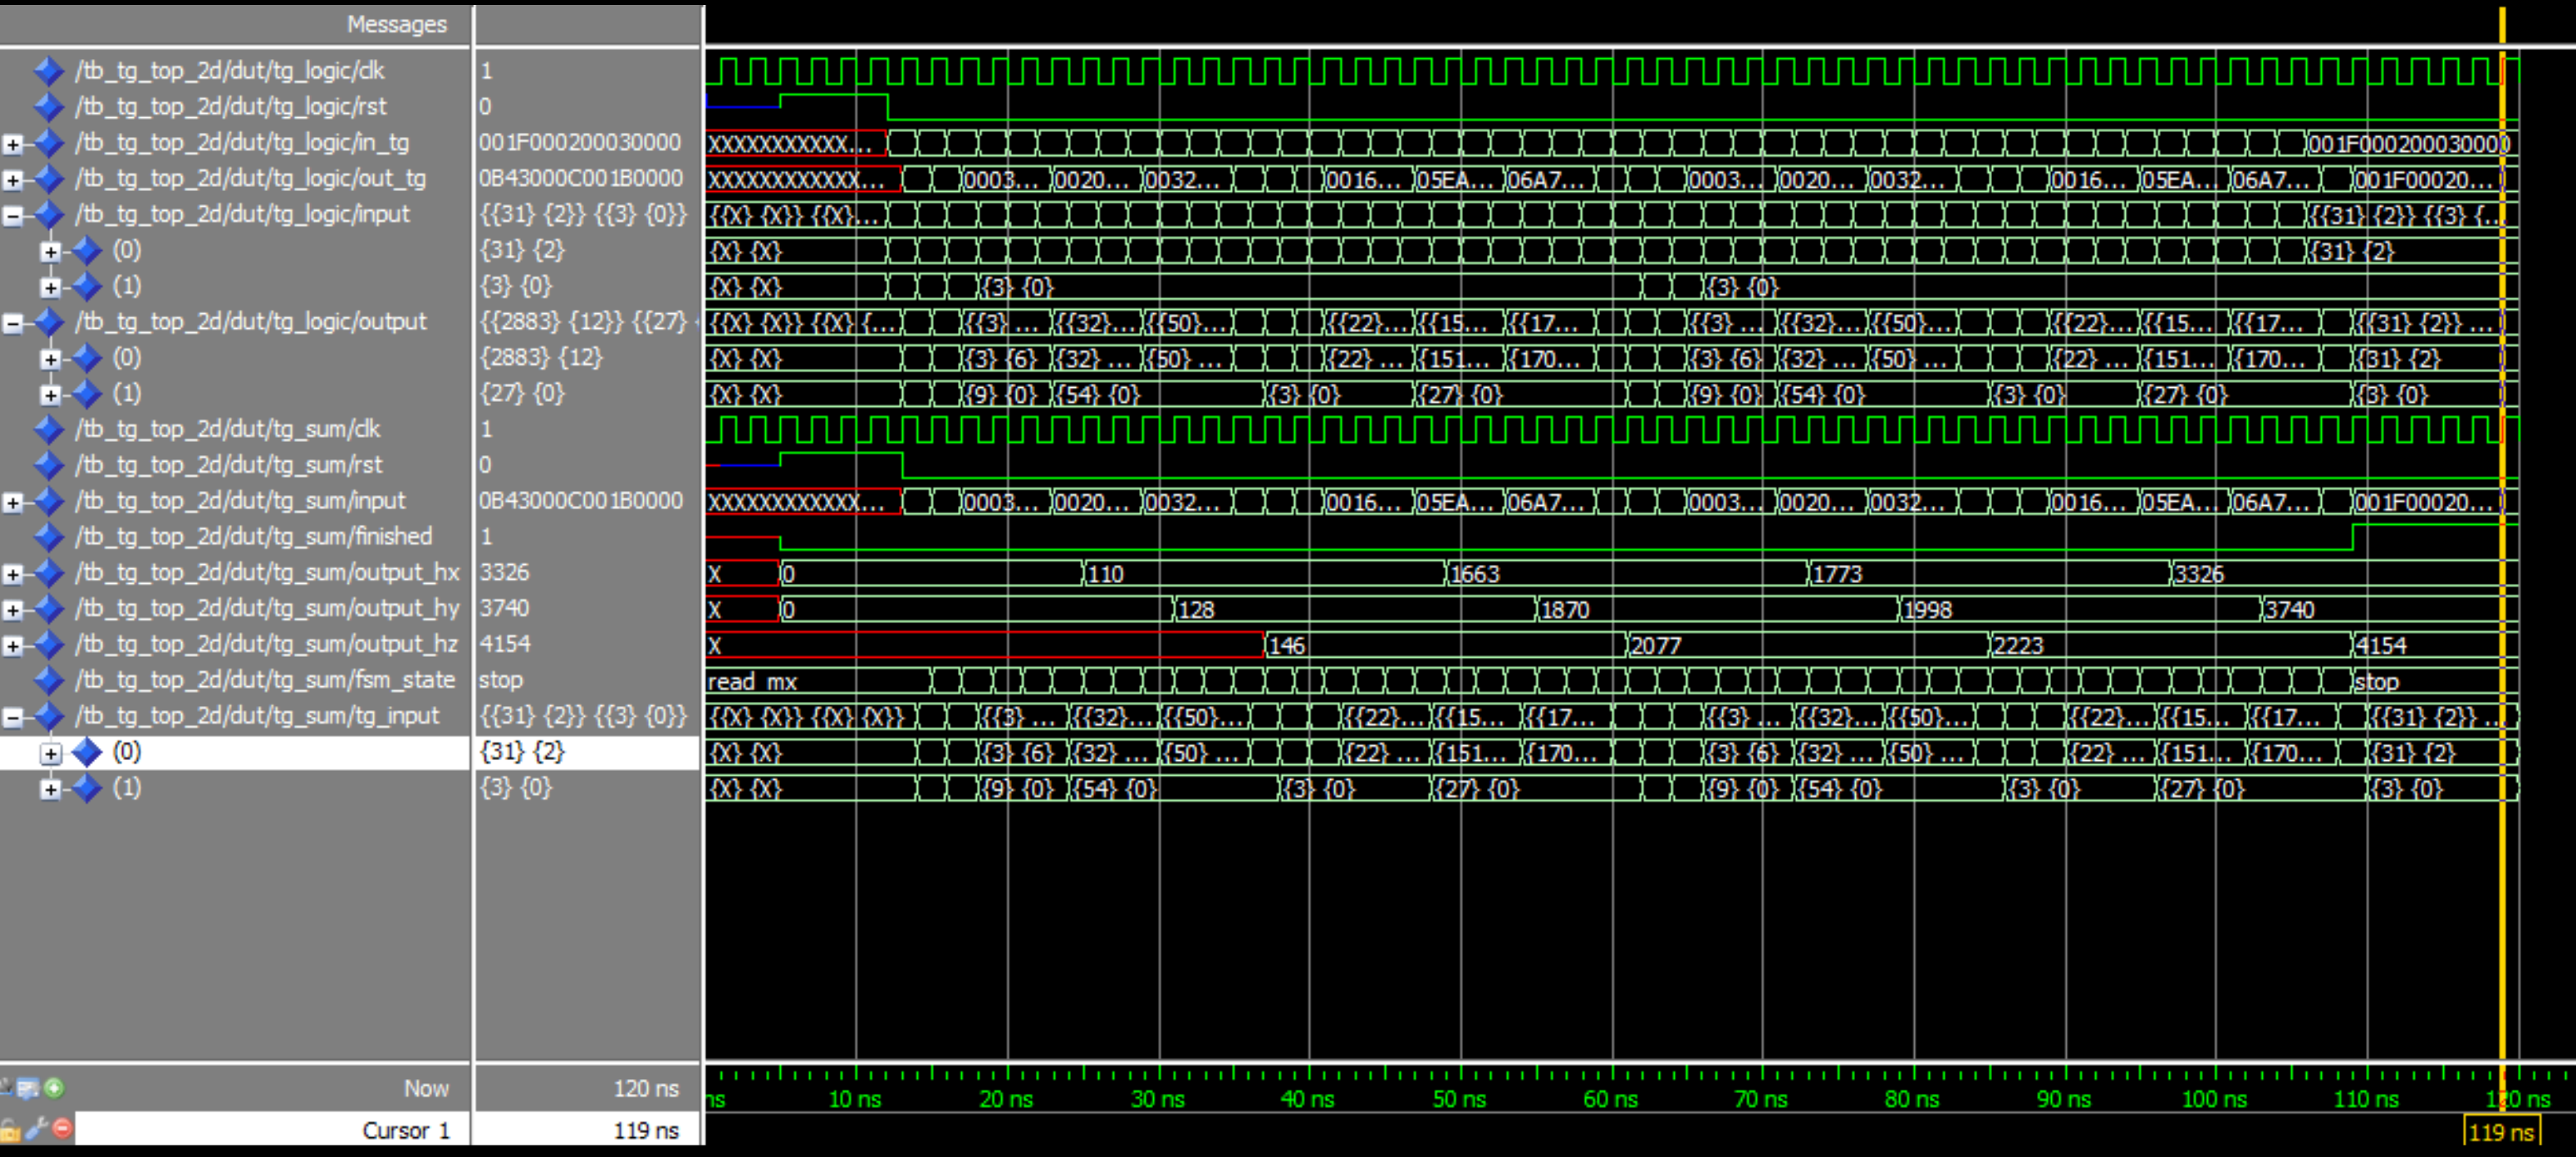 Messages
/tb_tg_top_2d/dut/tg_logic/clk 1
/tb_tg_top_2d/dut/tg_logic/rst 0
/tb_tg_top_2d/dut/tg_logic/in_tg 001F000200030000 XXXXXXXXXXX... 001F000200030000
/tb_tg_top_2d/dut/tg_logic/out_tg 0B43000C001B0000 XXXXXXXXXXXX... 0003... 0020... 0032... 0016... 05EA... 06A7... 0003... 0020... 0032... 0016... 05EA... 06A7... 001F00020...
/tb_tg_top_2d/dut/tg_logic/input {{31} {2}} {{3} {0}} {{X} {X}} {{X}... {{31} {2}} {{3} {...
(0) {31} {2} {X} {X} {31} {2}
(1) {3} {0} {X} {X} {3} {0} {3} {0}
/tb_tg_top_2d/dut/tg_logic/output {{2883} {12}} {{27} {{X} {X}} {{X} {... {{3} ... {{32}... {{50}... {{22}... {{15... {{17... {{3} ... {{32}... {{50}... {{22}... {{15... {{17... {{31} {2}} ...
(0) {2883} {12} {X} {X} {3} {6} {32} ... {50} ... {22} ... {151... {170... {3} {6} {32} ... {50} ... {22} ... {151... {170... {31} {2}
(1) {27} {0} {X} {X} {9} {0} {54} {0} {3} {0} {27} {0} {9} {0} {54} {0} {3} {0} {27} {0} {3} {0}
/tb_tg_top_2d/dut/tg_sum/clk 1
/tb_tg_top_2d/dut/tg_sum/rst 0
/tb_tg_top_2d/dut/tg_sum/input 0B43000C001B0000 XXXXXXXXXXXX... 0003... 0020... 0032... 0016... 05EA... 06A7... 0003... 0020... 0032... 0016... 05EA... 06A7... 001F00020...
/tb_tg_top_2d/dut/tg_sum/finished 1
/tb_tg_top_2d/dut/tg_sum/output_hx 3326 X 0 110 1663 1773 3326
/tb_tg_top_2d/dut/tg_sum/output_hy 3740 X 0 128 1870 1998 3740
/tb_tg_top_2d/dut/tg_sum/output_hz 4154 X 146 2077 2223 4154
/tb_tg_top_2d/dut/tg_sum/fsm_state stop read_mx stop
/tb_tg_top_2d/dut/tg_sum/tg_input {{31} {2}} {{3} {0}} {{X} {X}} {{X} {X}} {{3} ... {{32}... {{50}... {{22}... {{15... {{17... {{3} ... {{32}... {{50}... {{22}... {{15... {{17... {{31} {2}} ...
(0) {31} {2} {X} {X} {3} {6} {32} ... {50} ... {22} ... {151... {170... {3} {6} {32} ... {50} ... {22} ... {151... {170... {31} {2}
(1) {3} {0} {X} {X} {9} {0} {54} {0} {3} {0} {27} {0} {9} {0} {54} {0} {3} {0} {27} {0} {3} {0}
Now 120 ns ns 10 ns 20 ns 30 ns 40 ns 50 ns 60 ns 70 ns 80 ns 90 ns 100 ns 110 ns 120 ns
Cursor 1 119 ns 119 ns